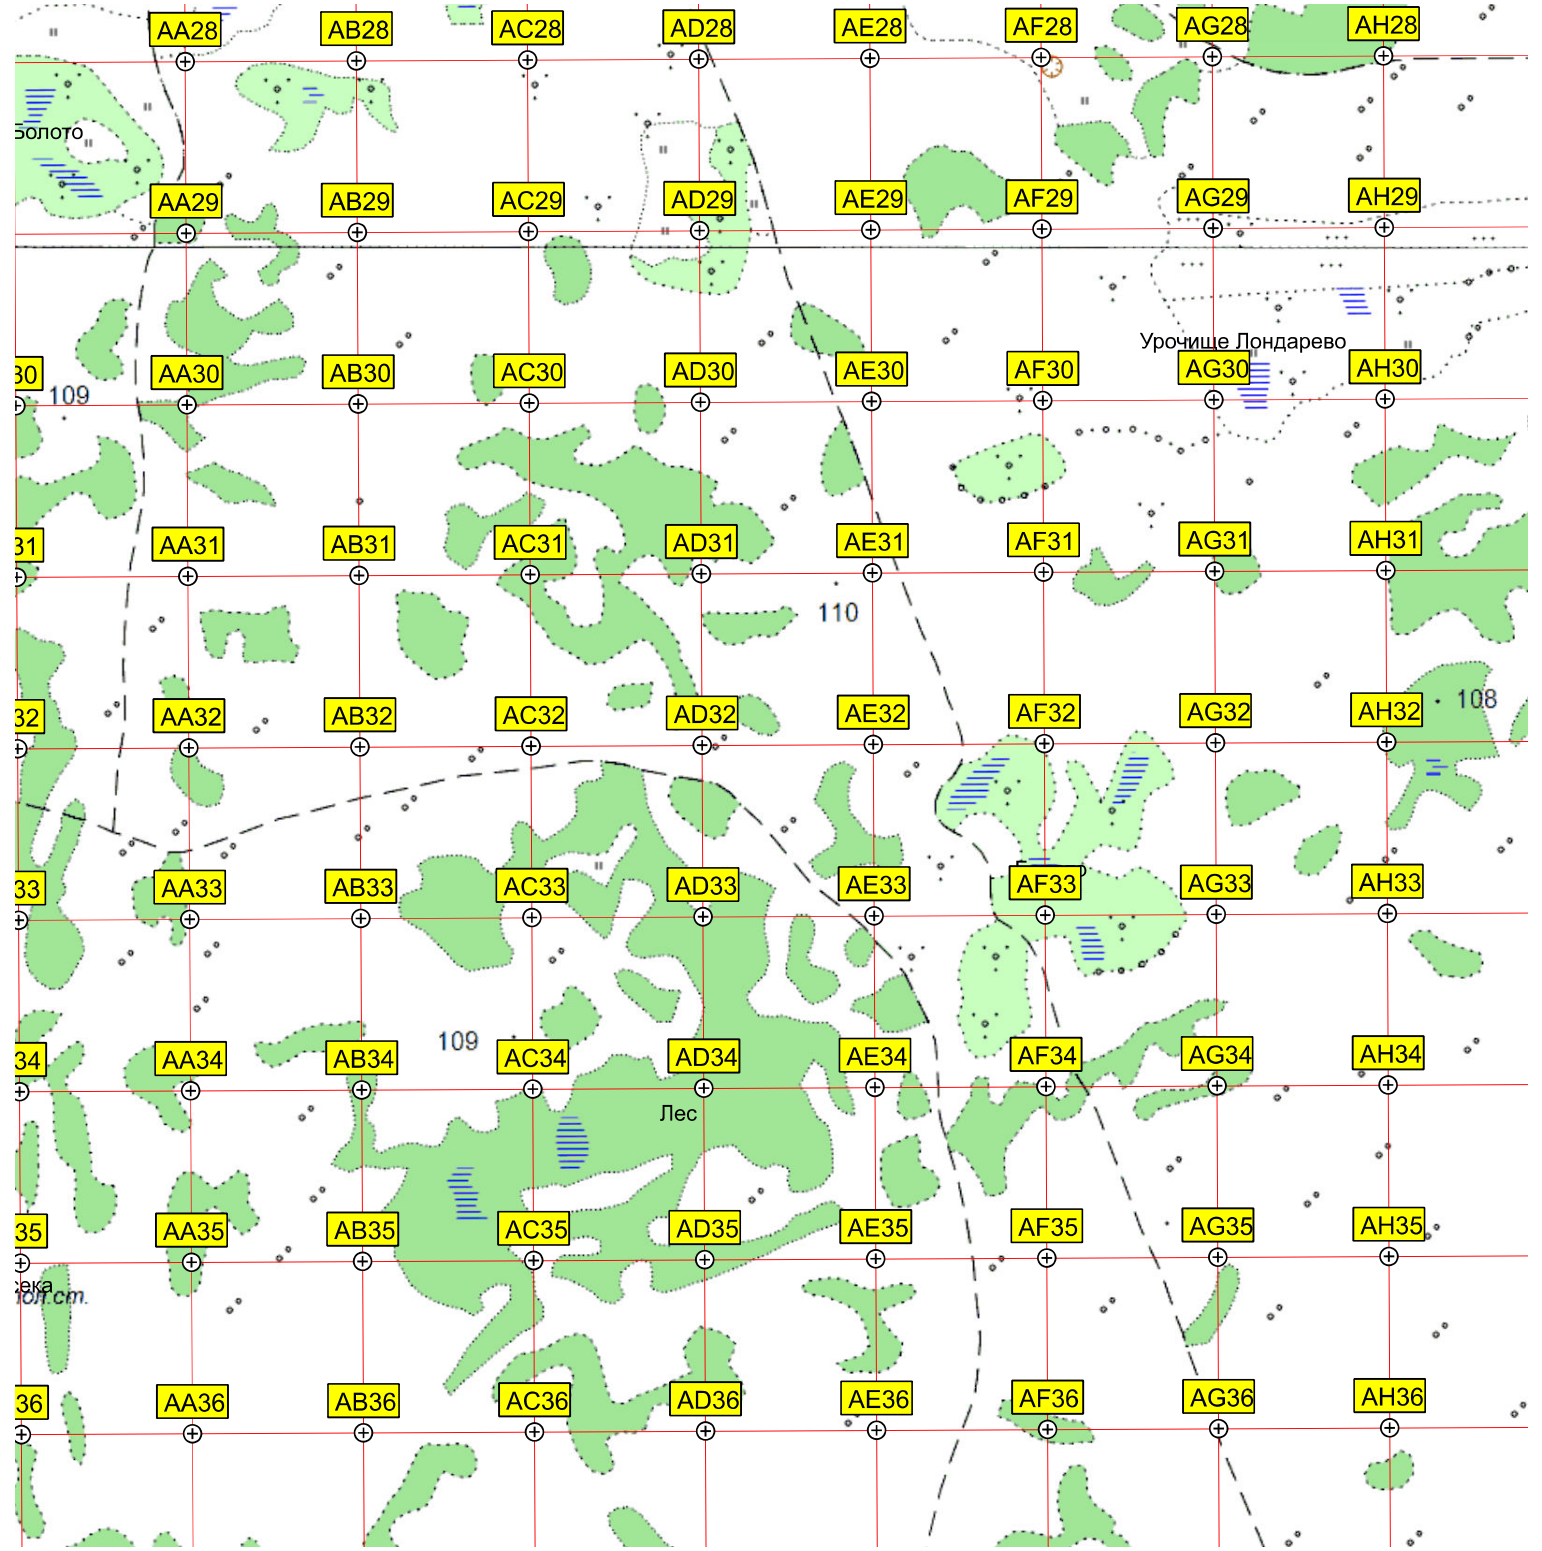 AA28 AB28 AC28 AD28 AE28 AF28 AG28 AH28
Болото
AA29 AB29 AC29 AD29 AE29 AF29 AG29 AH29
Урочище Лондарево
30 AA30 AB30 AC30 AD30 AE30 AF30 AG30 AH30
109
31 AA31 AB31 AC31 AD31 AE31 AF31 AG31 AH31
110
108
32 AA32 AB32 AC32 AD32 AE32 AF32 AG32 AH32
33 AA33 AB33 AC33 AD33 AE33 AF33 AG33 AH33
109
34 AA34 AB34 AC34 AD34 AE34 AF34 AG34 AH34
Лес
35 AA35 AB35 AC35 AD35 AE35 AF35 AG35 AH35
36 AA36 AB36 AC36 AD36 AE36 AF36 AG36 AH36